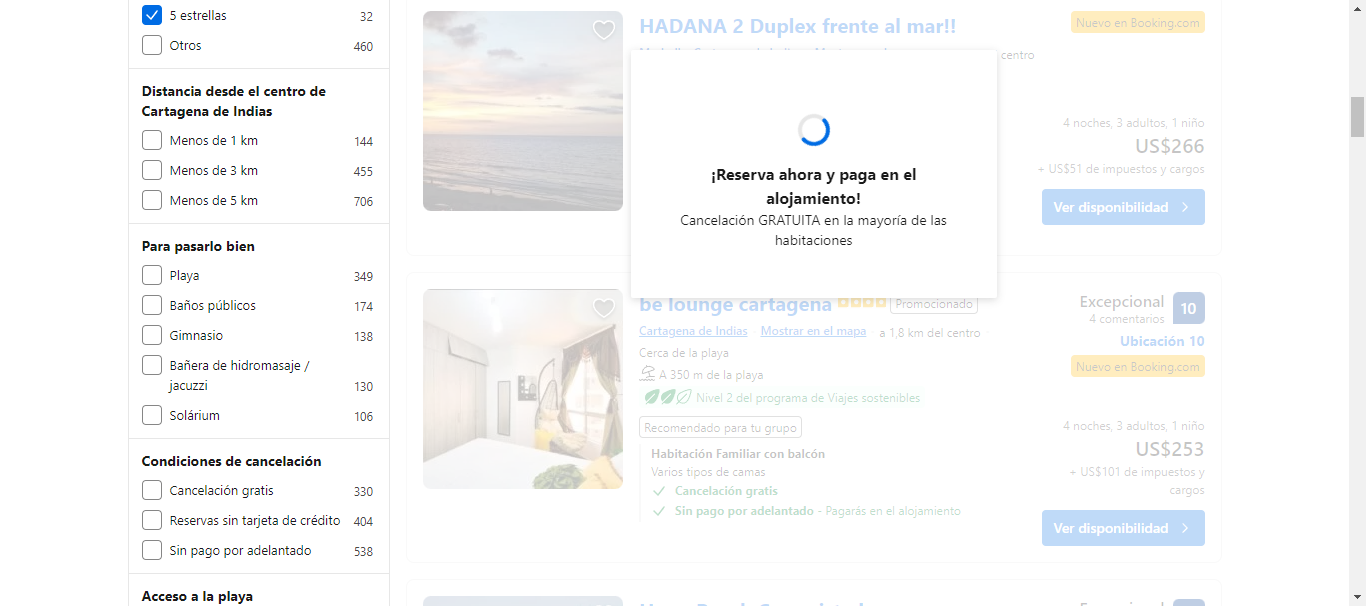 5 estrellas 32
Otros 460
Distancia desde el centro de
Cartagena de Indias
Menos de 1 km 144
Menos de 3 km 455
Menos de 5 km 706
Para pasarlo bien
Playa 349
Baños públicos 174
Gimnasio 138
Bañera de hidromasaje /
jacuzzi 130
Solárium 106
Condiciones de cancelación
Cancelación gratis 330
Reservas sin tarjeta de crédito 404
Sin pago por adelantado 538
Acceso a la playa
HADANA 2 Duplex frente al mar!!
Nuevo en Booking.com
centro
4 noches, 3 adultos, 1 niño
US$266
+ US$51 de impuestos y cargos
Ver disponibilidad
¡Reserva ahora y paga en el
alojamiento!
Cancelación GRATUITA en la mayoría de las
habitaciones
be lounge cartagena Promocionado
Cartagena de Indias Mostrar en el mapa a 1,8 km del centro
Cerca de la playa
A 350 m de la playa
Nivel 2 del programa de Viajes sostenibles
Recomendado para tu grupo
Habitación Familiar con balcón
Varios tipos de camas
Cancelación gratis
Sin pago por adelantado - Pagarás en el alojamiento
Excepcional 10
4 comentarios
Ubicación 10
Nuevo en Booking.com
4 noches, 3 adultos, 1 niño
US$253
+ US$101 de impuestos y
cargos
Ver disponibilidad